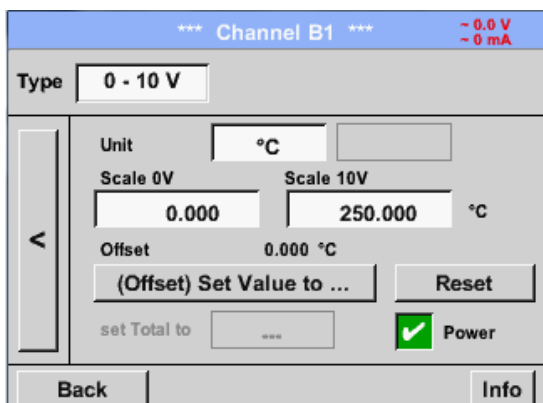 *** Channel B1 ***
~ 0.0 V
~ 0 mA
Type 0 - 10 V
Unit °C
Scale 0V Scale 10V
0.000 250.000 °C
<
Offset 0.000 °C
(Offset) Set Value to ... Reset
set Total to --- Power
Back Info